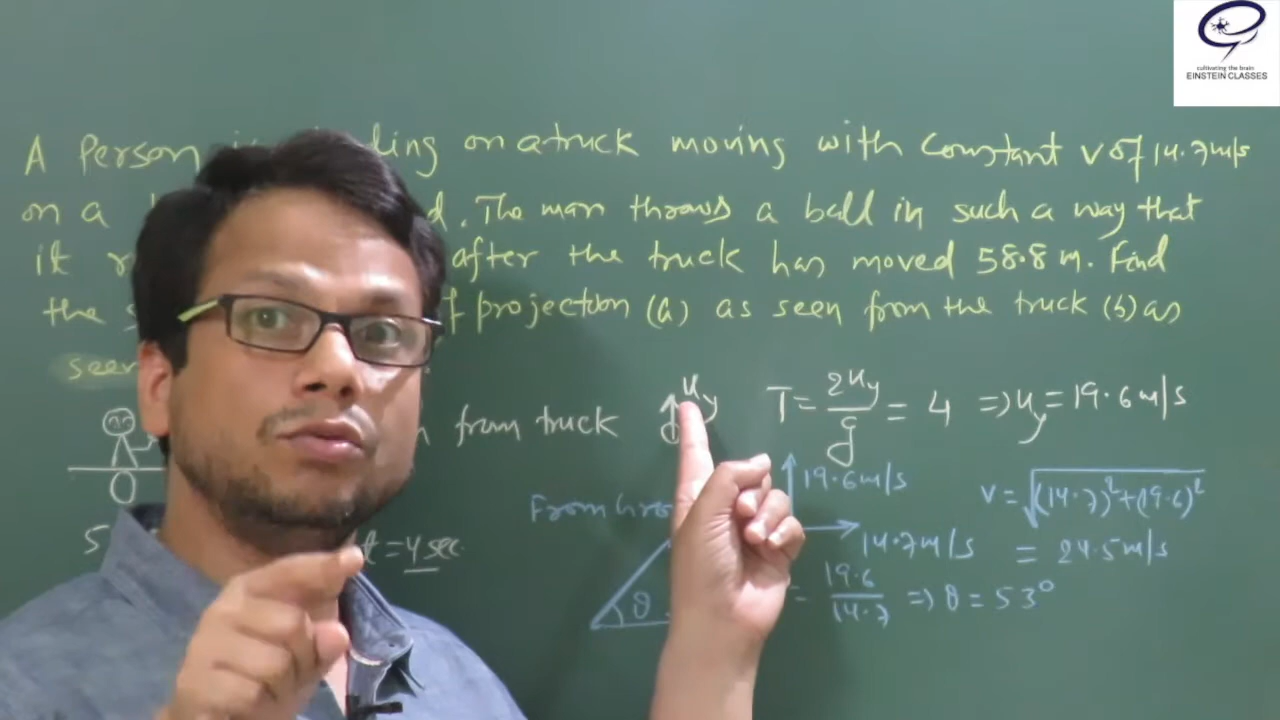 cultivating the brain
EINSTEIN CLASSES
A Person on a truck moving with constant v of 14.7 m/s
on a . The man throws a ball in such a way that
it after the truck has moved 58.8 m. Find
the of projection (a) as seen from the truck (b) as
seen
from truck u_y T = 2u_y/g = 4 => u_y = 19.6 m/s
19.6 m/s v = √((14.7)²+(19.6)²)
From
14.7 m/s = 24.5 m/s
t = 4 sec
θ = 19.6/14.7 => θ = 53°